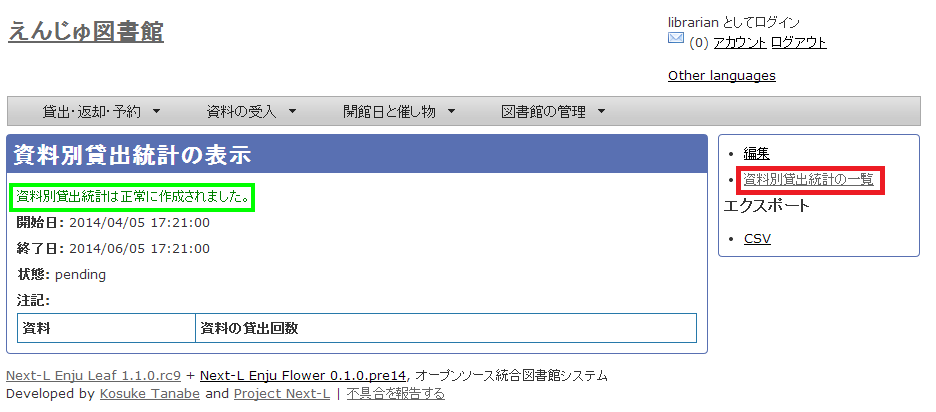 えんじゅ図書館
librarian としてログイン
(0) アカウント ログアウト
Other languages
貸出・返却・予約 資料の受入 開館日と催し物 図書館の管理
資料別貸出統計の表示
資料別貸出統計は正常に作成されました。
開始日: 2014/04/05 17:21:00
終了日: 2014/06/05 17:21:00
状態: pending
注記:
資料 資料の貸出回数
編集
資料別貸出統計の一覧
エクスポート
CSV
Next-L Enju Leaf 1.1.0.rc9 + Next-L Enju Flower 0.1.0.pre14, オープンソース統合図書館システム
Developed by Kosuke Tanabe and Project Next-L | 不具合を報告する